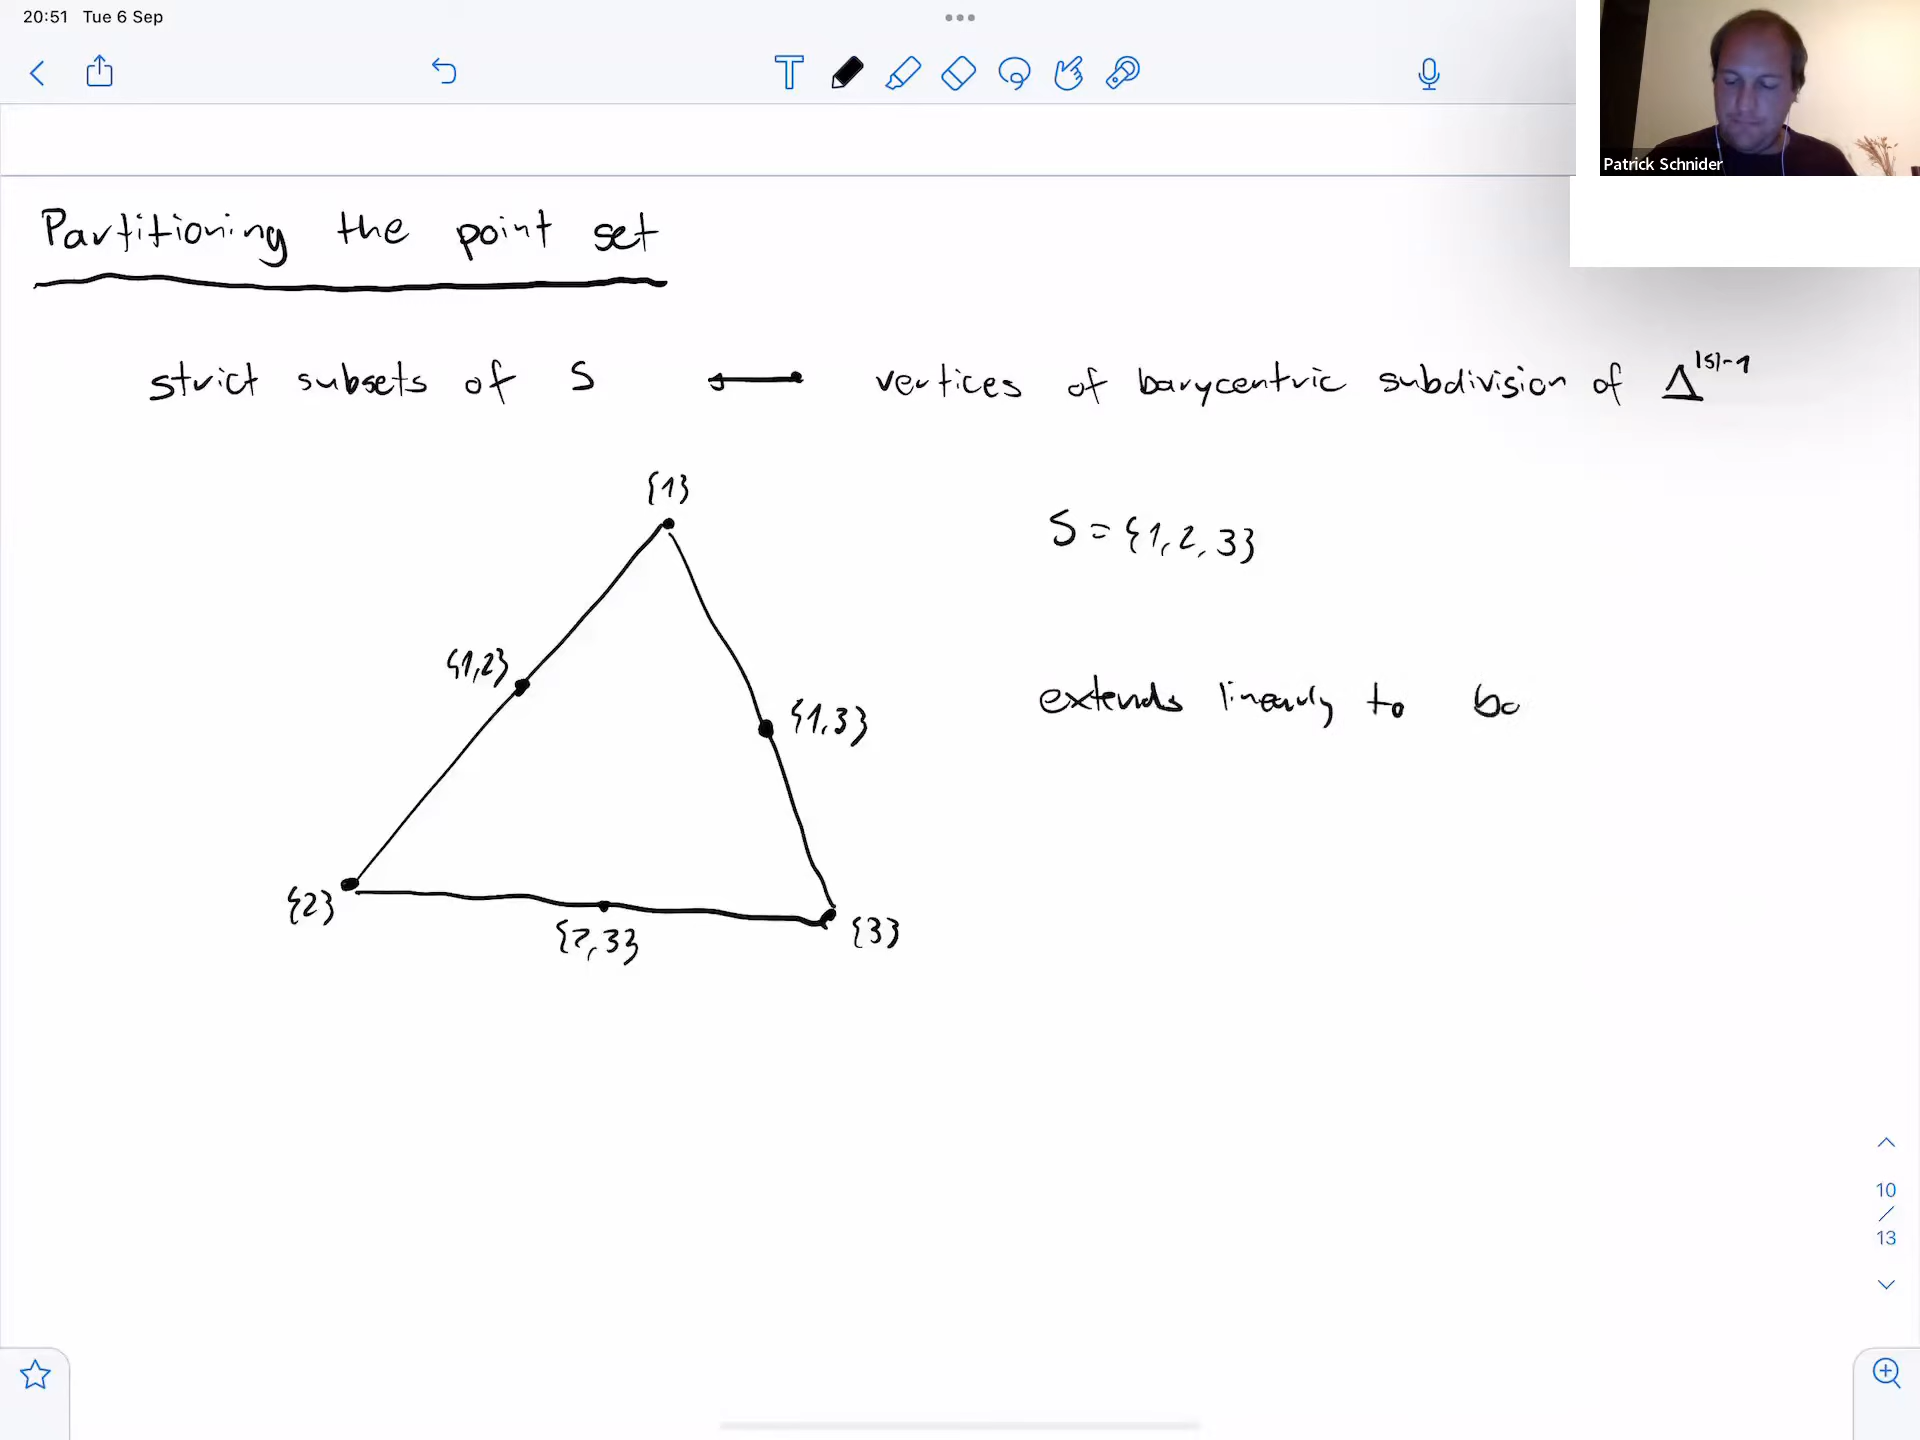 20:51 Tue 6 Sep
Patrick Schnider
Partitioning the point set
strict subsets of S ⟷ vertices of barycentric subdivision of Δ^{|S|-1}
{1}
S = {1, 2, 3}
{1,2}
extends linearly to bo
{1,3}
{2}
{2,3}
{3}
10
/
13